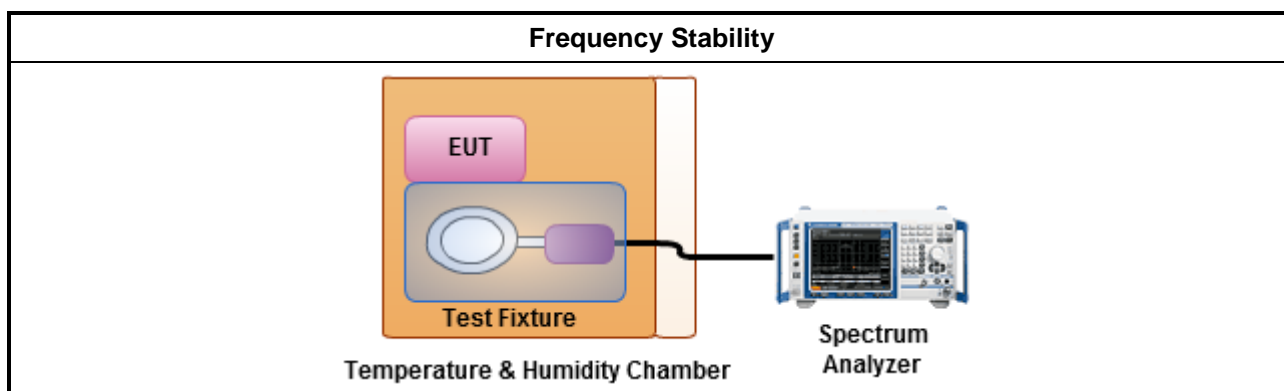 Frequency Stability
EUT
Test Fixture
Temperature & Humidity Chamber
Spectrum
Analyzer